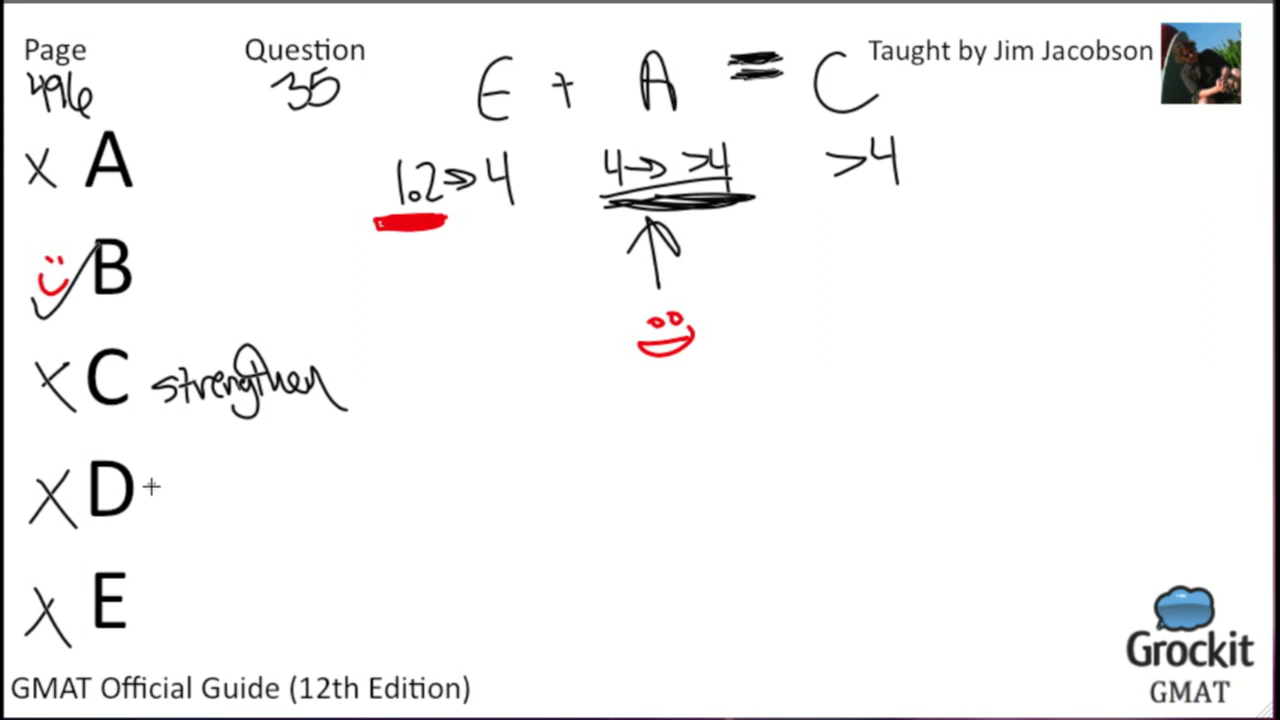 Page Question E + A = C Taught by Jim Jacobson
496 35
1.2 → 4 4 → >4 >4
X A
B
X C strengthen
X D
X E
Grockit
GMAT
GMAT Official Guide (12th Edition)